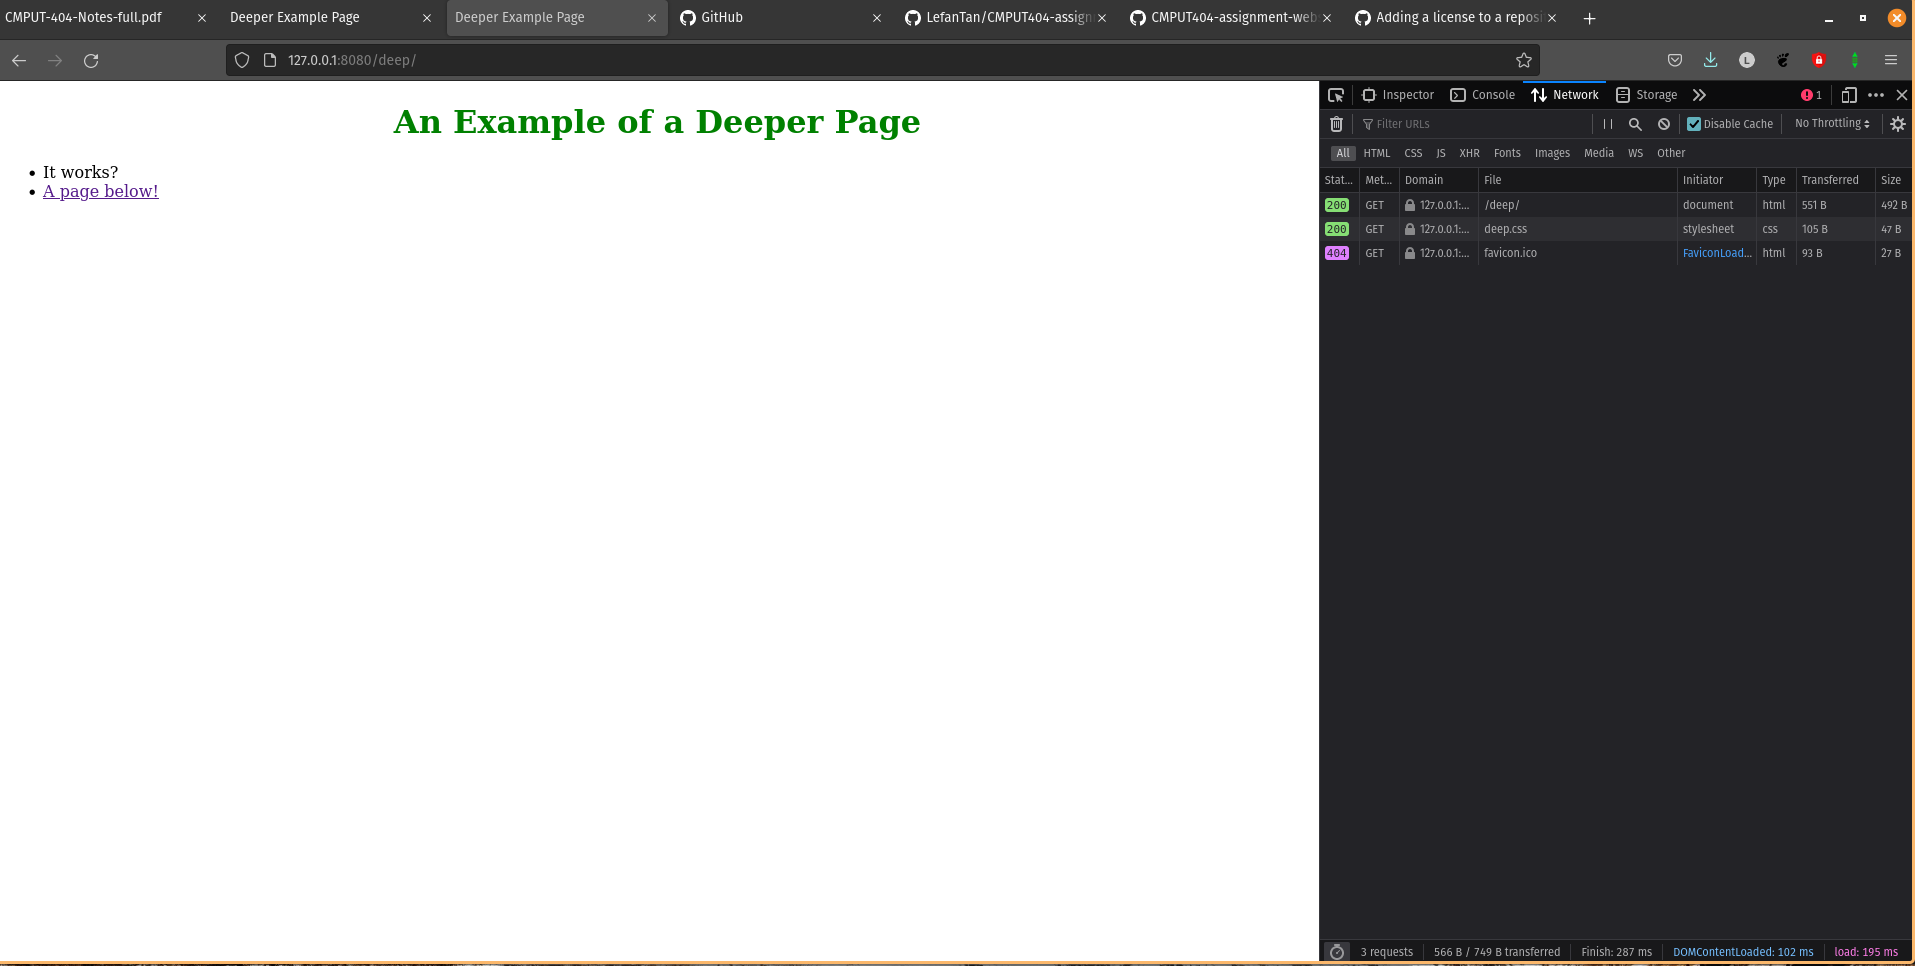 CMPUT-404-Notes-full.pdf
Deeper Example Page
Deeper Example Page
GitHub
LefanTan/CMPUT404-assign
CMPUT404-assignment-web
Adding a license to a reposi
127.0.0.1:8080/deep/
L
An Example of a Deeper Page
• It works?
• A page below!
Inspector Console Network Storage 1
Filter URLs Disable Cache No Throttling
All HTML CSS JS XHR Fonts Images Media WS Other
Stat... Met... Domain File Initiator Type Transferred Size
200 GET 127.0.0.1:... /deep/ document html 551 B 492 B
200 GET 127.0.0.1:... deep.css stylesheet css 105 B 47 B
404 GET 127.0.0.1:... favicon.ico FaviconLoad... html 93 B 27 B
3 requests 566 B / 749 B transferred Finish: 287 ms DOMContentLoaded: 102 ms load: 195 ms